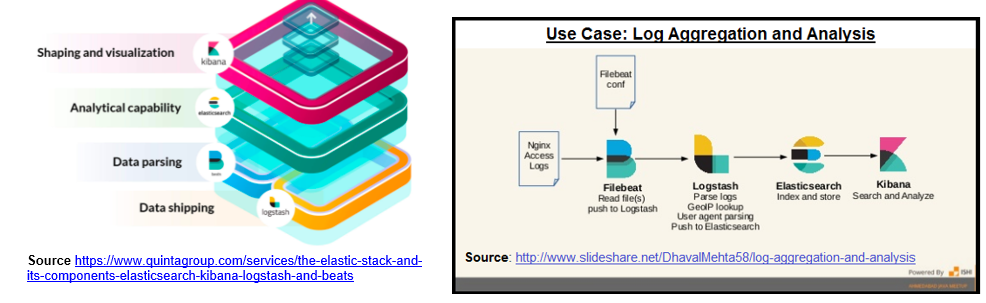 Shaping and visualization
kibana
Analytical capability
elasticsearch
Data parsing
beats
Data shipping
logstash
Source https://www.quintagroup.com/services/the-elastic-stack-and-
its-components-elasticsearch-kibana-logstash-and-beats
Use Case: Log Aggregation and Analysis
Filebeat
conf
Nginx
Access
Logs
Filebeat
Read file(s)
push to Logstash
Logstash
Parse logs
GeoIP lookup
User agent parsing
Push to Elasticsearch
Elasticsearch
Index and store
Kibana
Search and Analyze
Source: http://www.slideshare.net/DhavalMehta58/log-aggregation-and-analysis
Powered By